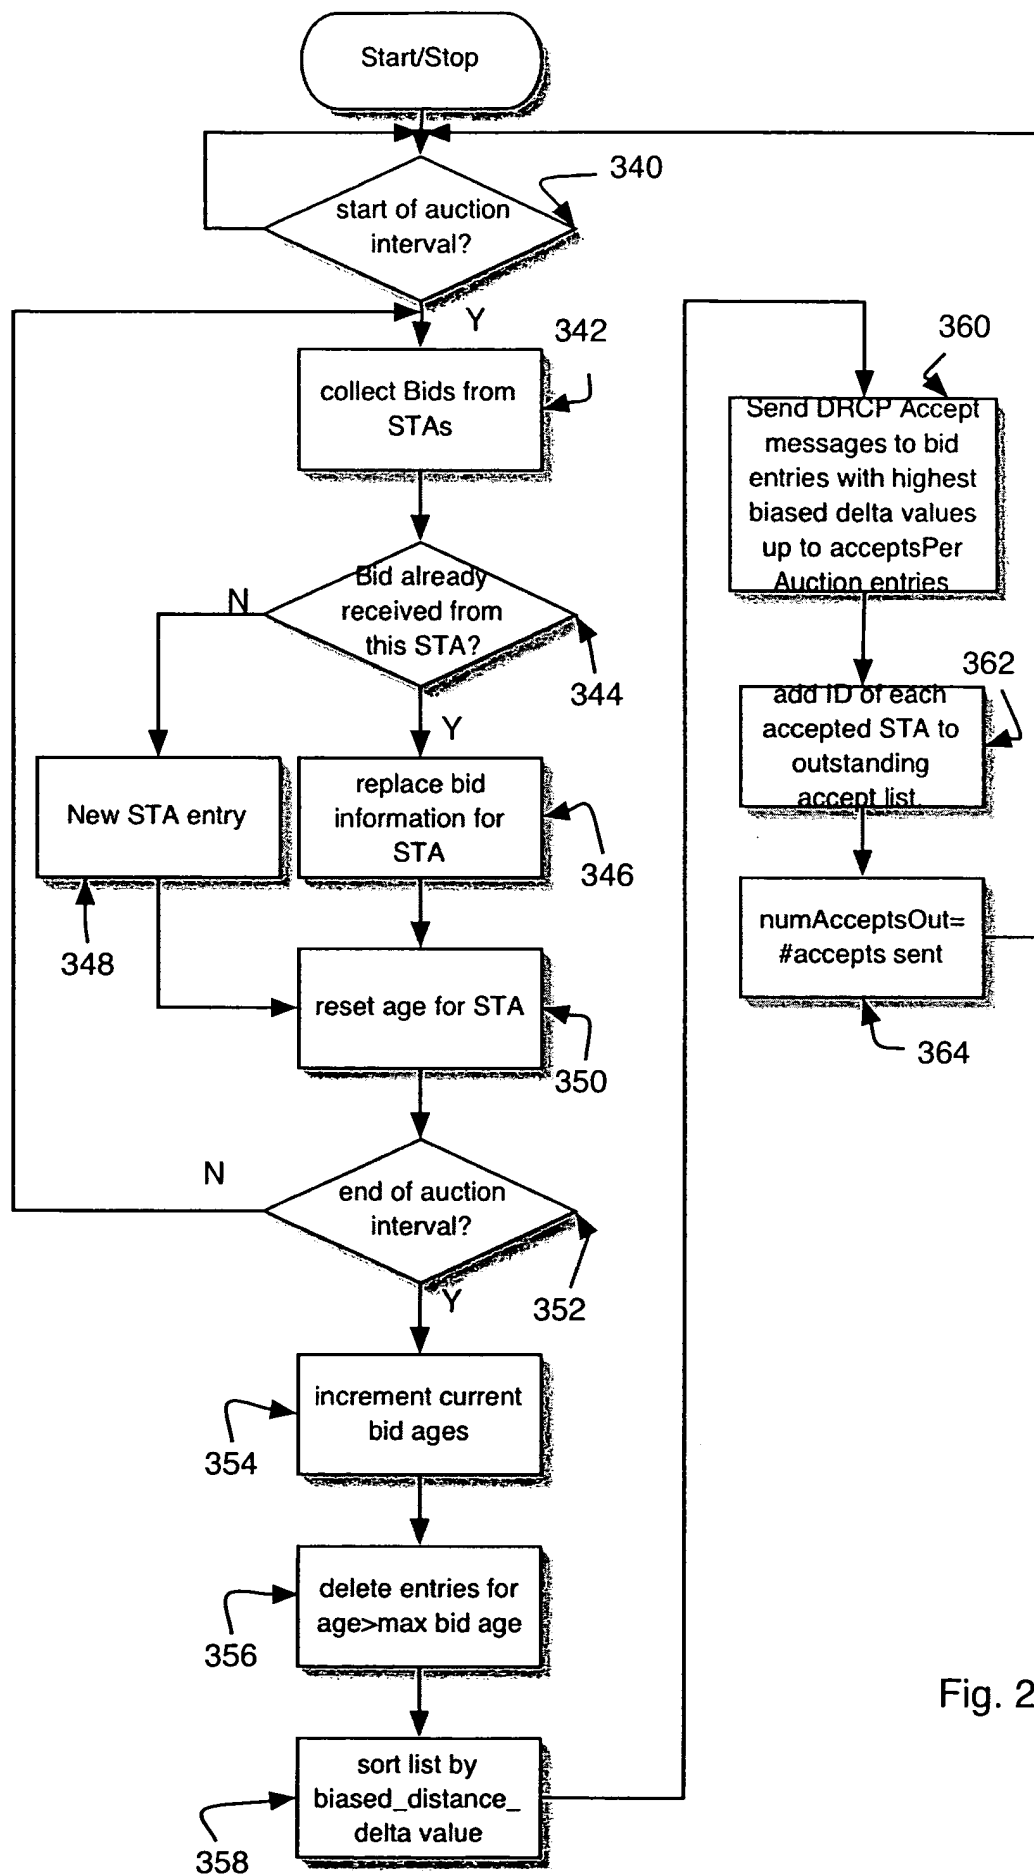 Start/Stop
340
start of auction
interval?
Y
342
collect Bids from
STAs
Bid already
received from
this STA?
N
344
Y
New STA entry
348
replace bid
information for
STA
346
reset age for STA
350
N
end of auction
interval?
352
Y
increment current
bid ages
354
delete entries for
age>max bid age
356
sort list by
biased_distance_
delta value
358
360
Send DRCP Accept
messages to bid
entries with highest
biased delta values
up to acceptsPer
Auction entries
362
add ID of each
accepted STA to
outstanding
accept list.
numAcceptsOut=
#accepts sent
364
Fig. 2